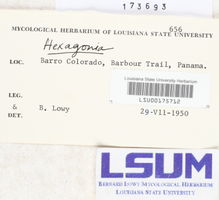 173693
MYCOLOGICAL HERBARIUM OF LOUISIANA STATE UNIVERSITY
656
Hexagonia
LOC. Barro Colorado, Barbour Trail, Panama.
Louisiana State University Herbarium
LSU00175712
LEG. & DET. B. Lowy 29-VII-1950
LSUM
BERNARD LOWY MYCOLOGICAL HERBARIUM
LOUISIANA STATE UNIVERSITY